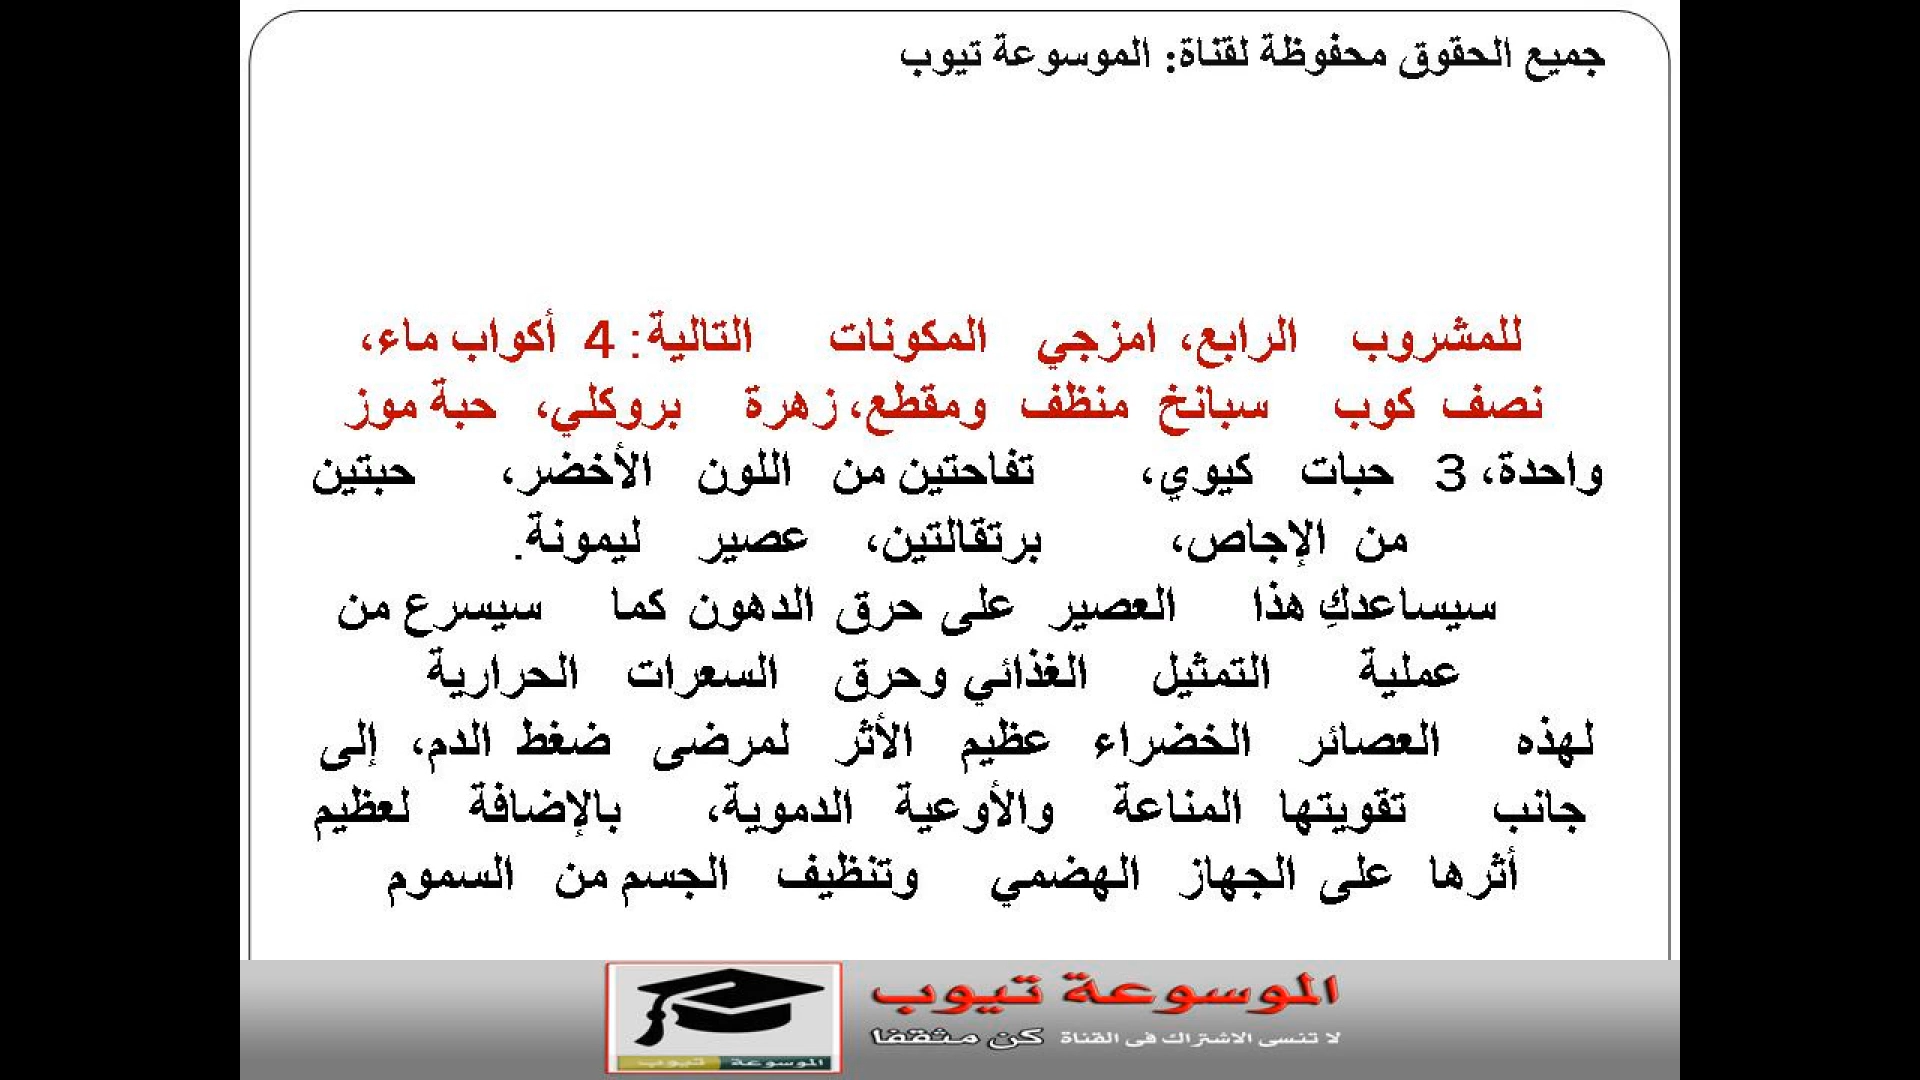 جميع الحقوق محفوظة لقناة: الموسوعة تيوب
للمشروب الرابع، امزجي المكونات التالية: 4 أكواب ماء،
نصف كوب سبانخ منظف ومقطع، زهرة بروكلي، حبة موز
واحدة، 3 حبات كيوي، تفاحتين من اللون الأخضر، حبتين
من الإجاص، برتقالتين، عصير ليمونة.
سيساعدكِ هذا العصير على حرق الدهون كما سيسرع من
عملية التمثيل الغذائي وحرق السعرات الحرارية
لهذه العصائر الخضراء عظيم الأثر لمرضى ضغط الدم، إلى
جانب تقويتها المناعة والأوعية الدموية، بالإضافة لعظيم
أثرها على الجهاز الهضمي وتنظيف الجسم من السموم
الموسوعة تيوب
لا تنسى الاشتراك فى القناة كن مثقفا
الموسوعة تيوب